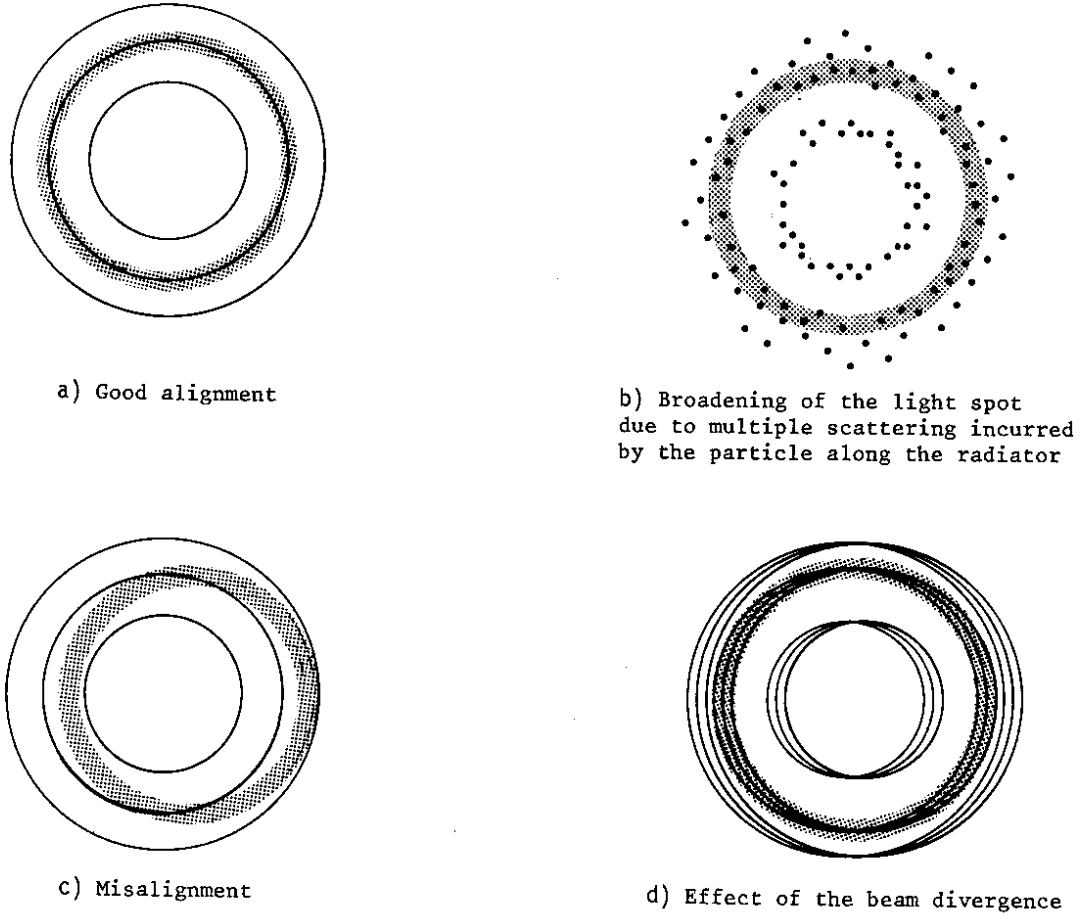 a) Good alignment
b) Broadening of the light spot
due to multiple scattering incurred
by the particle along the radiator
c) Misalignment
d) Effect of the beam divergence